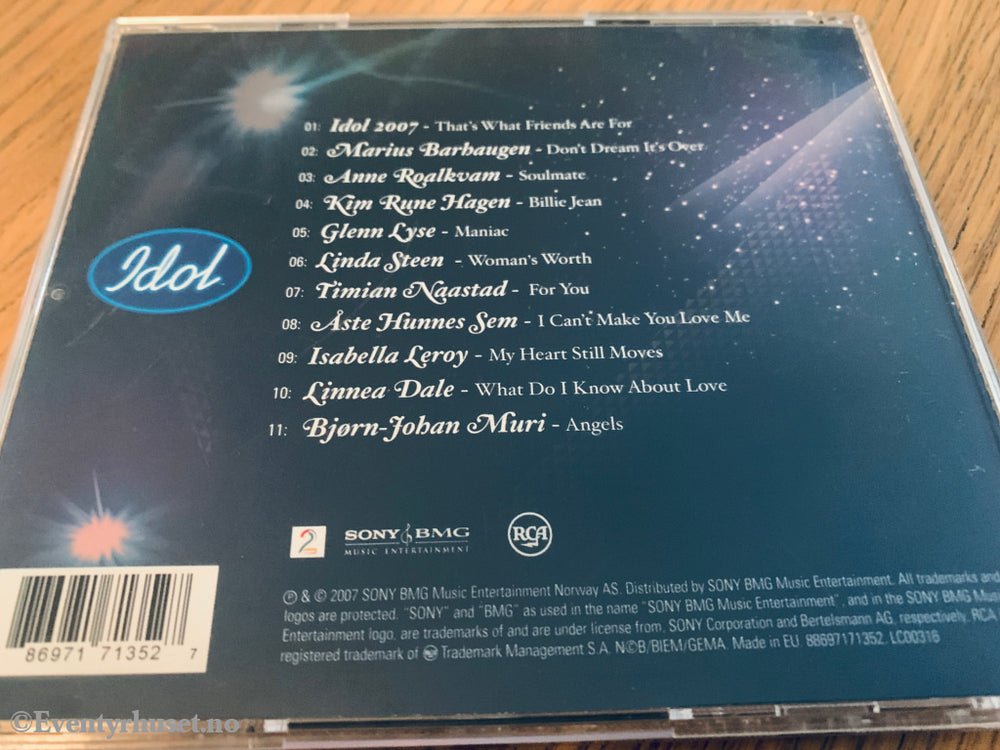 01: Idol 2007 - That's What Friends Are For
02: Marius Barhaugen - Don't Dream It's Over
03: Anne Roalkvam - Soulmate
04: Kim Rune Hagen - Billie Jean
05: Glenn Lyse - Maniac
Idol
06: Linda Steen - Woman's Worth
07: Timian Naastad - For You
08: Åste Hunnes Sem - I Can't Make You Love Me
09: Isabella Leroy - My Heart Still Moves
10: Linnea Dale - What Do I Know About Love
11: Bjørn-Johan Muri - Angels
2 SONY BMG RCA
MUSIC ENTERTAINMENT
℗ & © 2007 SONY BMG Music Entertainment Norway AS. Distributed by SONY BMG Music Entertainment. All trademarks and
logos are protected. "SONY" and "BMG" as used in the name "SONY BMG Music Entertainment", and in the SONY BMG Mus
Entertainment logo, are trademarks of and are under license from, SONY Corporation and Bertelsmann AG, respectively. RCA
registered trademark of Trademark Management S.A. N©B/BIEM/GEMA. Made in EU. 88697171352. LC00316
86971 71352 7
©Eventyrhuset.no